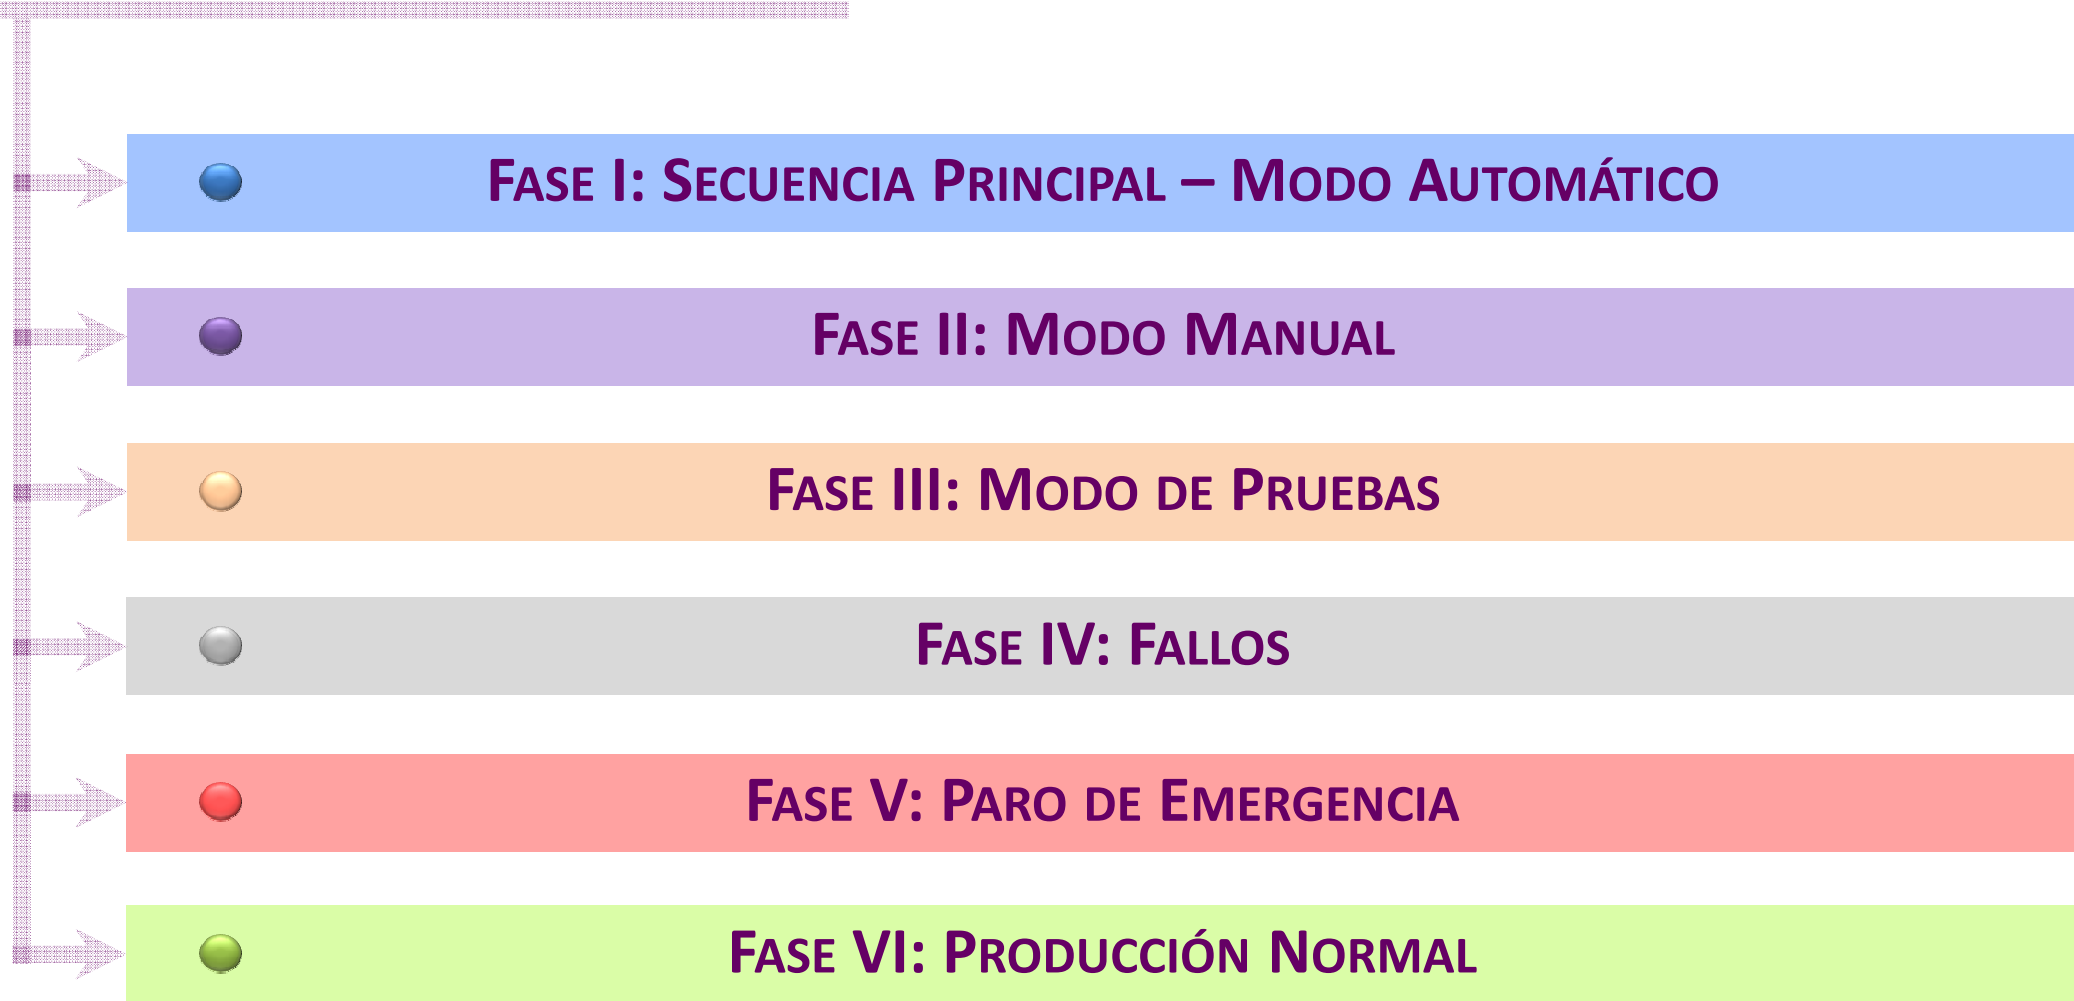 Fase I: Secuencia Principal – Modo Automático
Fase II: Modo Manual
Fase III: Modo de Pruebas
Fase IV: Fallos
Fase V: Paro de Emergencia
Fase VI: Producción Normal